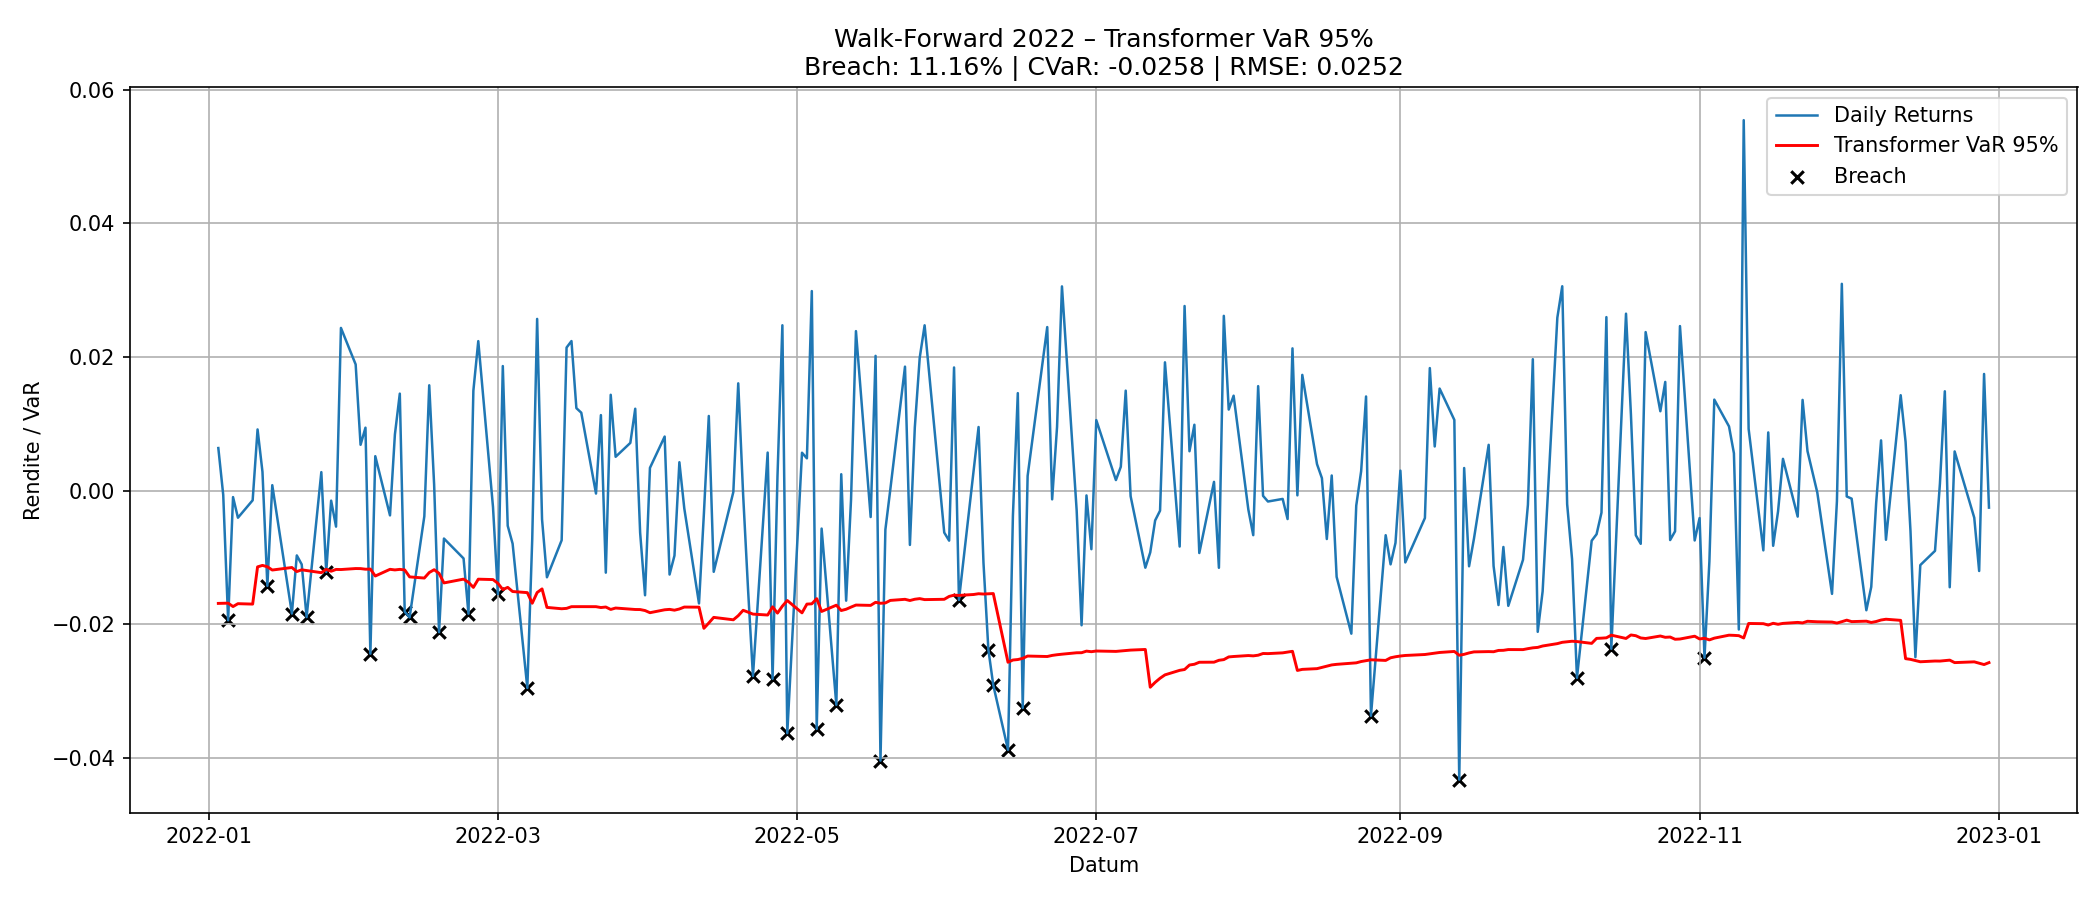 Walk-Forward 2022 – Transformer VaR 95%
Breach: 11.16% | CVaR: -0.0258 | RMSE: 0.0252
Daily Returns
Transformer VaR 95%
Breach
Rendite / VaR
0.06
0.04
0.02
0.00
−0.02
−0.04
2022-01
2022-03
2022-05
2022-07
2022-09
2022-11
2023-01
Datum